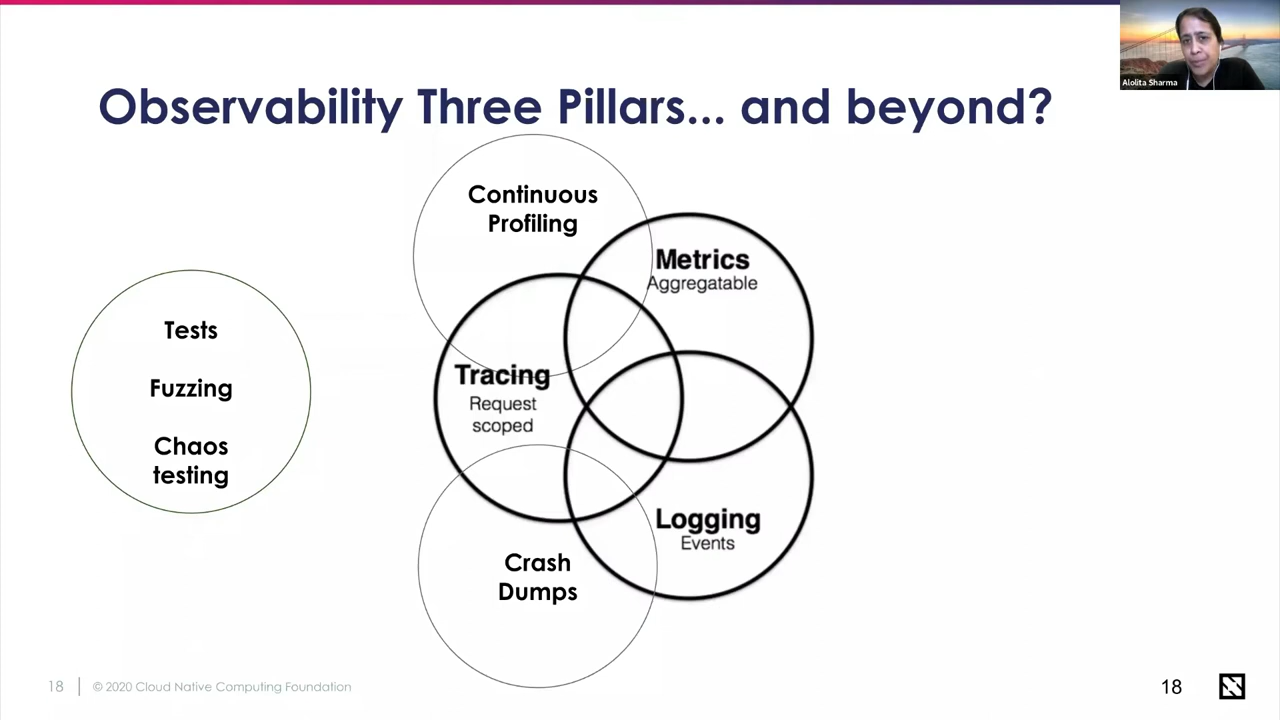 Alolita Sharma
Observability Three Pillars... and beyond?
Continuous
Profiling
Metrics
Aggregatable
Tests
Fuzzing
Chaos
testing
Tracing
Request
scoped
Logging
Events
Crash
Dumps
18
© 2020 Cloud Native Computing Foundation
18